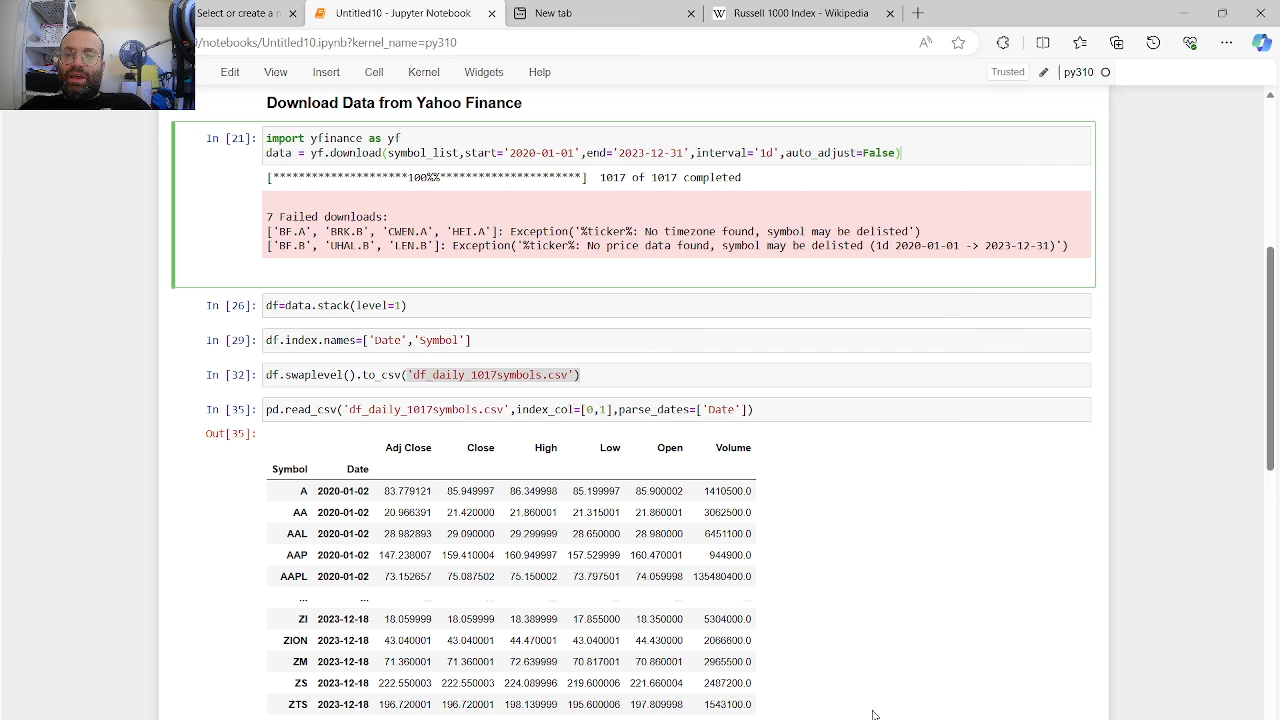 Select or create a n
Untitled10 - Jupyter Notebook
New tab
Russell 1000 Index - Wikipedia
/notebooks/Untitled10.ipynb?kernel_name=py310
Edit View Insert Cell Kernel Widgets Help
Trusted py310
Download Data from Yahoo Finance
In [21]: import yfinance as yf
data = yf.download(symbol_list,start='2020-01-01',end='2023-12-31',interval='1d',auto_adjust=False)
[********************100%%**********************] 1017 of 1017 completed
7 Failed downloads:
['BF.A', 'BRK.B', 'CWEN.A', 'HEI.A']: Exception('%ticker%: No timezone found, symbol may be delisted')
['BF.B', 'UHAL.B', 'LEN.B']: Exception('%ticker%: No price data found, symbol may be delisted (1d 2020-01-01 -> 2023-12-31)')
In [26]: df=data.stack(level=1)
In [29]: df.index.names=['Date','Symbol']
In [32]: df.swaplevel().to_csv('df_daily_1017symbols.csv')
In [35]: pd.read_csv('df_daily_1017symbols.csv',index_col=[0,1],parse_dates=['Date'])
Out[35]:
Adj Close Close High Low Open Volume
Symbol Date
A 2020-01-02 83.779121 85.949997 86.349998 85.199997 85.900002 1410500.0
AA 2020-01-02 20.966391 21.420000 21.860001 21.315001 21.860001 3062500.0
AAL 2020-01-02 28.982893 29.090000 29.299999 28.650000 28.980000 6451100.0
AAP 2020-01-02 147.238007 159.410004 160.949997 157.529999 160.470001 944900.0
AAPL 2020-01-02 73.152657 75.087502 75.150002 73.797501 74.059998 135480400.0
... ... ... ... ... ... ... ...
ZI 2023-12-18 18.059999 18.059999 18.389999 17.855000 18.350000 5304000.0
ZION 2023-12-18 43.040001 43.040001 44.470001 43.040001 44.430000 2066600.0
ZM 2023-12-18 71.360001 71.360001 72.639999 70.817001 70.860001 2965500.0
ZS 2023-12-18 222.550003 222.550003 224.089996 219.600006 221.660004 2487200.0
ZTS 2023-12-18 196.720001 196.720001 198.139999 195.600006 197.809998 1543100.0